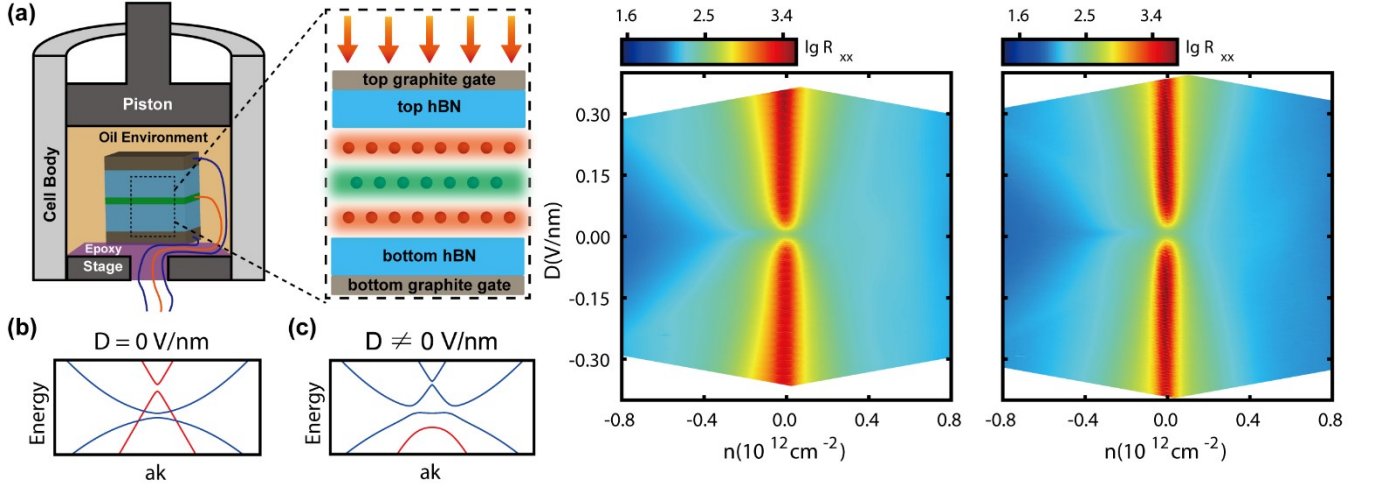 (a)
Piston
Oil Environment
Cell Body
Epoxy
Stage
top graphite gate
top hBN
bottom hBN
bottom graphite gate
(b)
D = 0 V/nm
Energy
ak
(c)
D ≠ 0 V/nm
Energy
ak
1.6 2.5 3.4
lg R xx
D(V/nm)
0.30
0.15
0.00
-0.15
-0.30
-0.8 -0.4 0.0 0.4 0.8
n(10 12 cm -2)
1.6 2.5 3.4
lg R xx
-0.8 -0.4 0.0 0.4 0.8
n(10 12 cm -2)